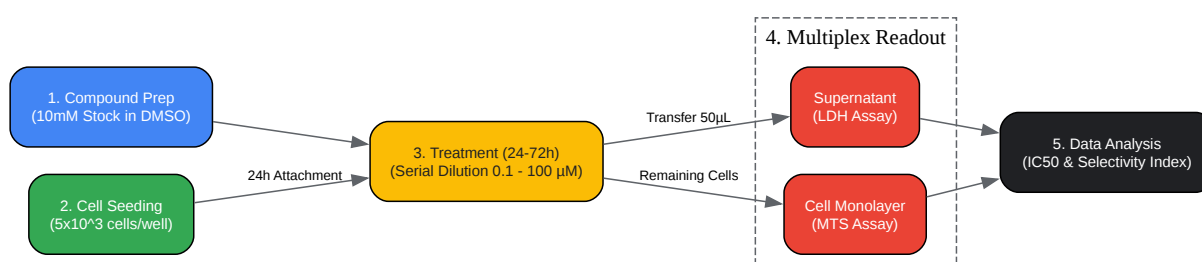 1. Compound Prep
(10mM Stock in DMSO)
2. Cell Seeding
(5x10^3 cells/well)
24h Attachment
3. Treatment (24-72h)
(Serial Dilution 0.1 - 100 µM)
Transfer 50µL
Remaining Cells
4. Multiplex Readout
Supernatant
(LDH Assay)
Cell Monolayer
(MTS Assay)
5. Data Analysis
(IC50 & Selectivity Index)